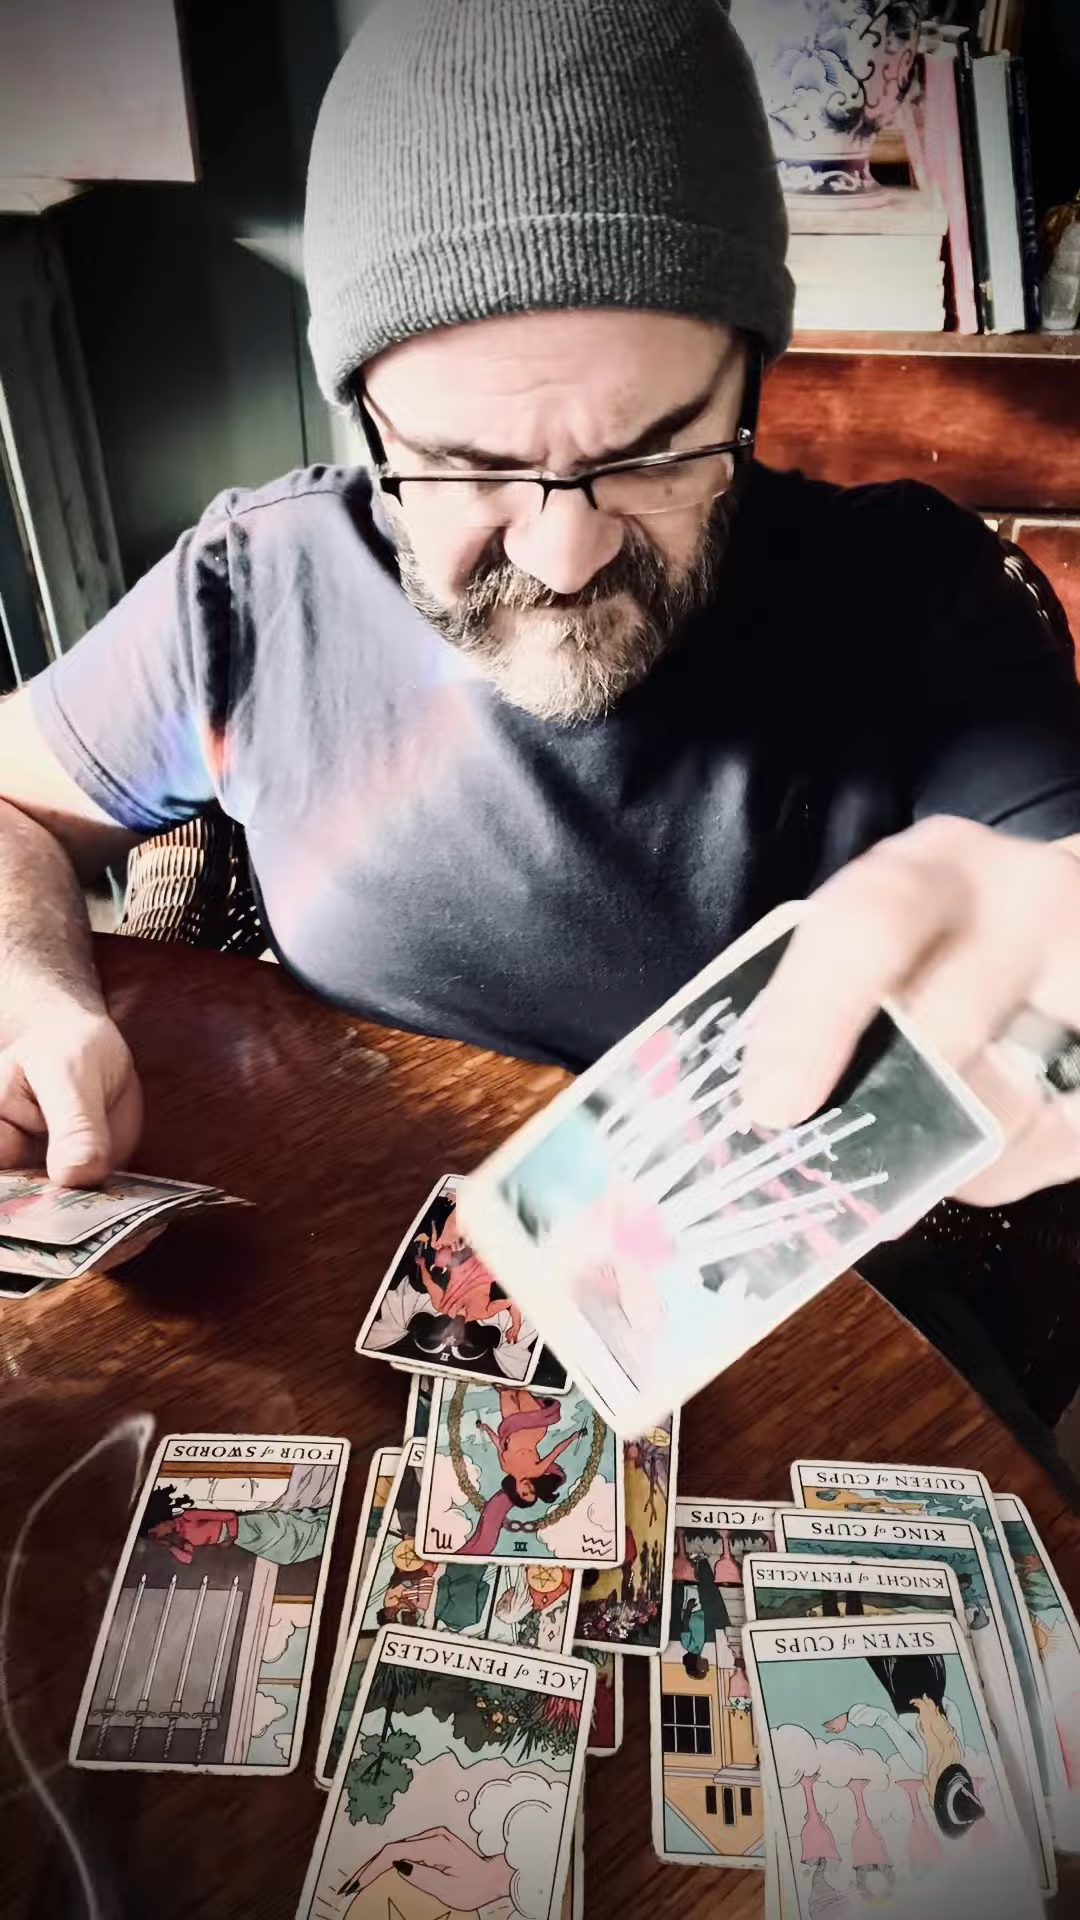 FOUR of SWORDS
QUEEN of CUPS
KING of CUPS
of CUPS
KNIGHT of PENTACLES
SEVEN of CUPS
ACE of PENTACLES
III